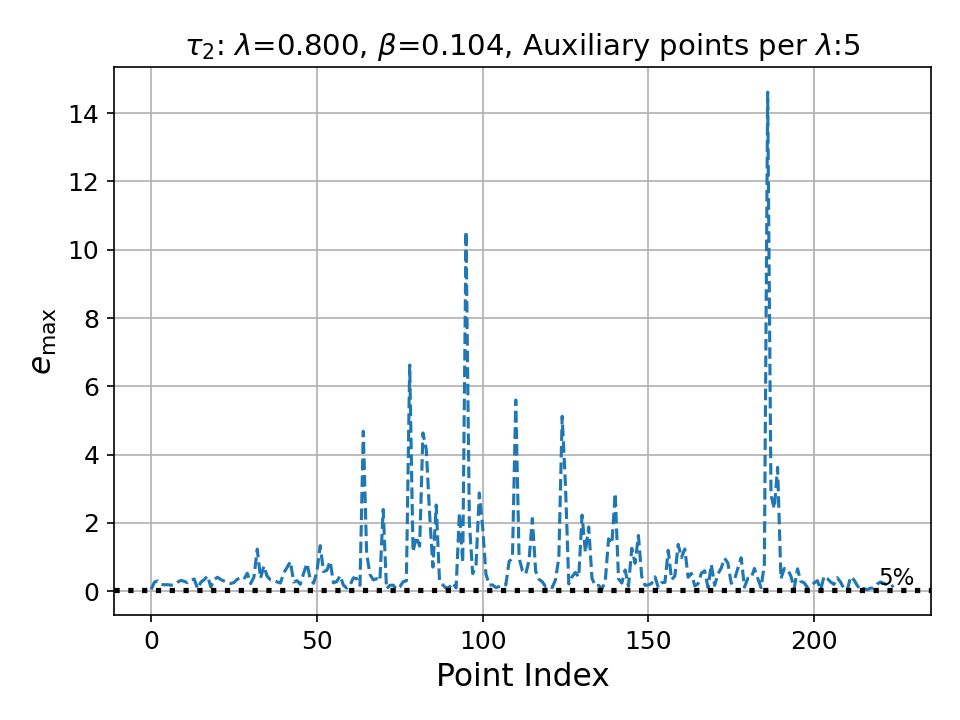 τ₂: λ=0.800, β=0.104, Auxiliary points per λ:5
14
12
10
8
6
4
2
0
e_max
5%
0 50 100 150 200
Point Index